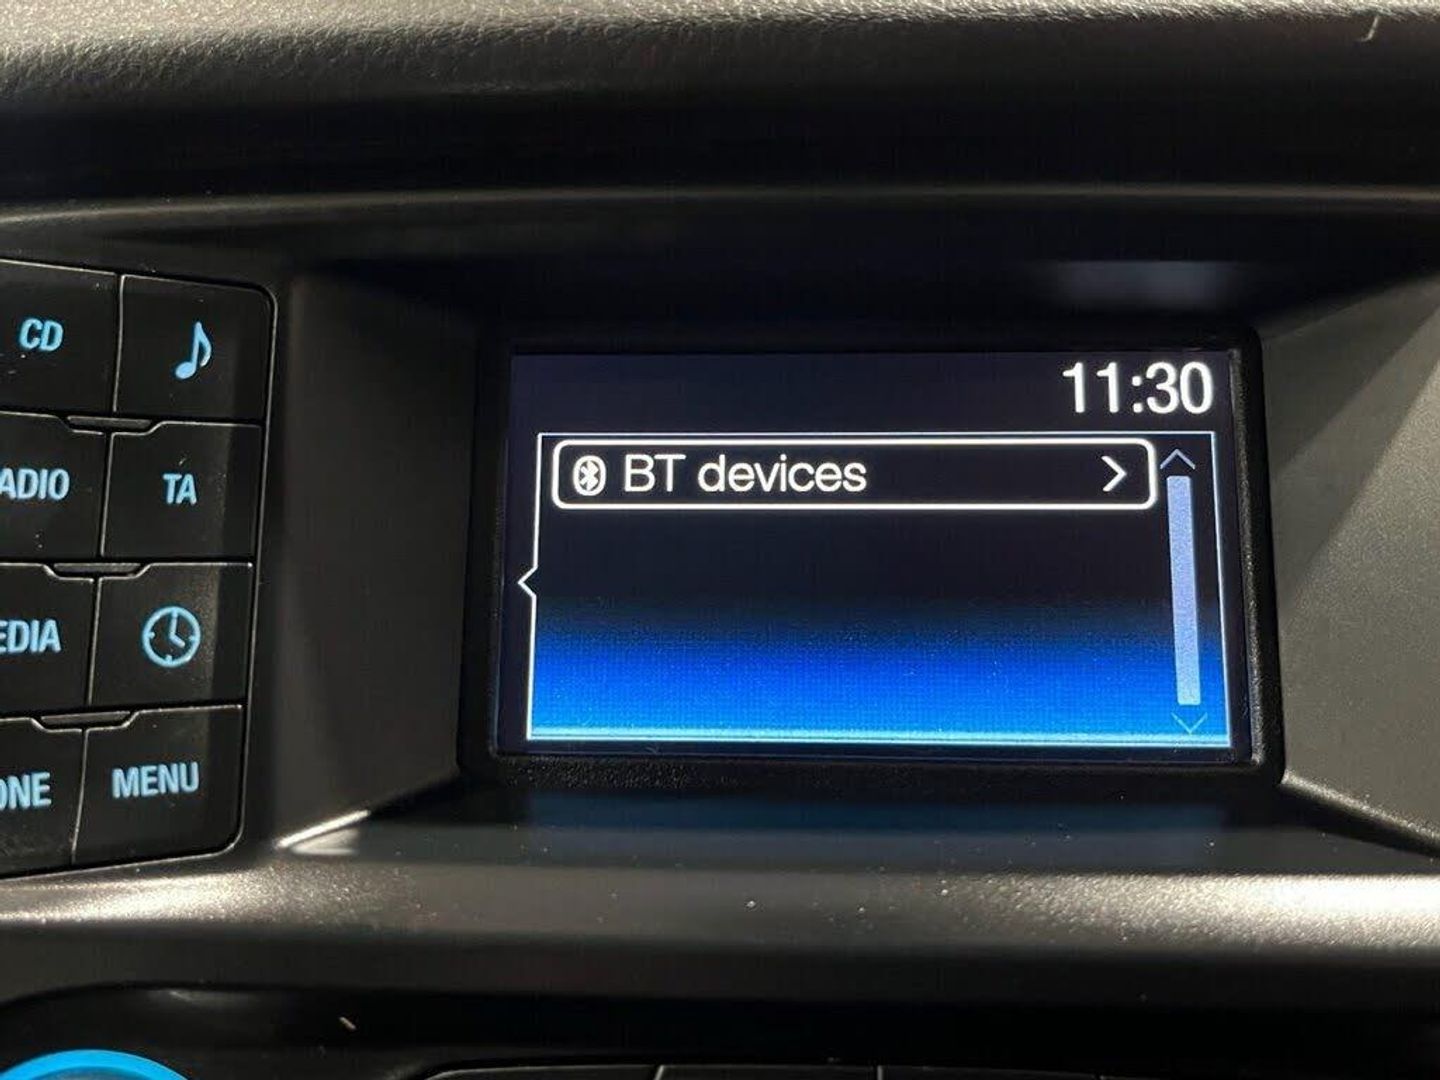 11:30
BT devices
CD
ADIO
TA
EDIA
ONE
MENU